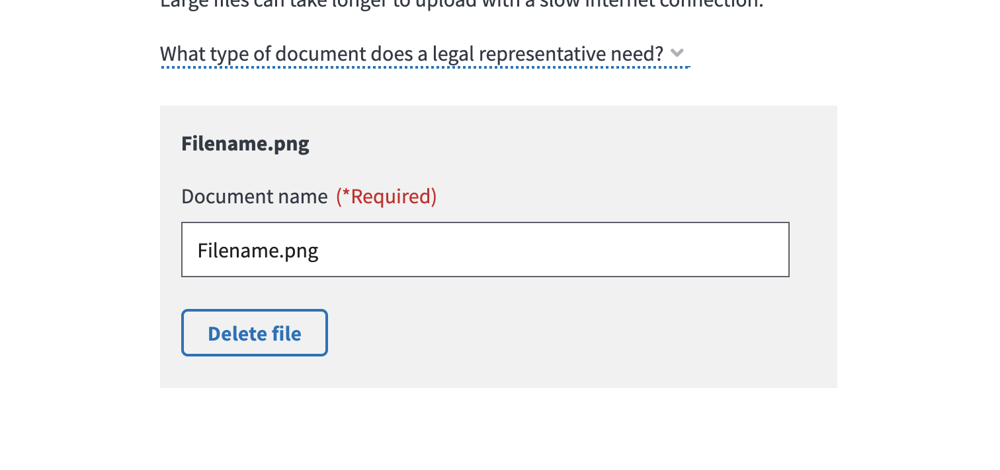 Large files can take longer to upload with a slow internet connection.
What type of document does a legal representative need?
Filename.png
Document name (*Required)
Filename.png
Delete file